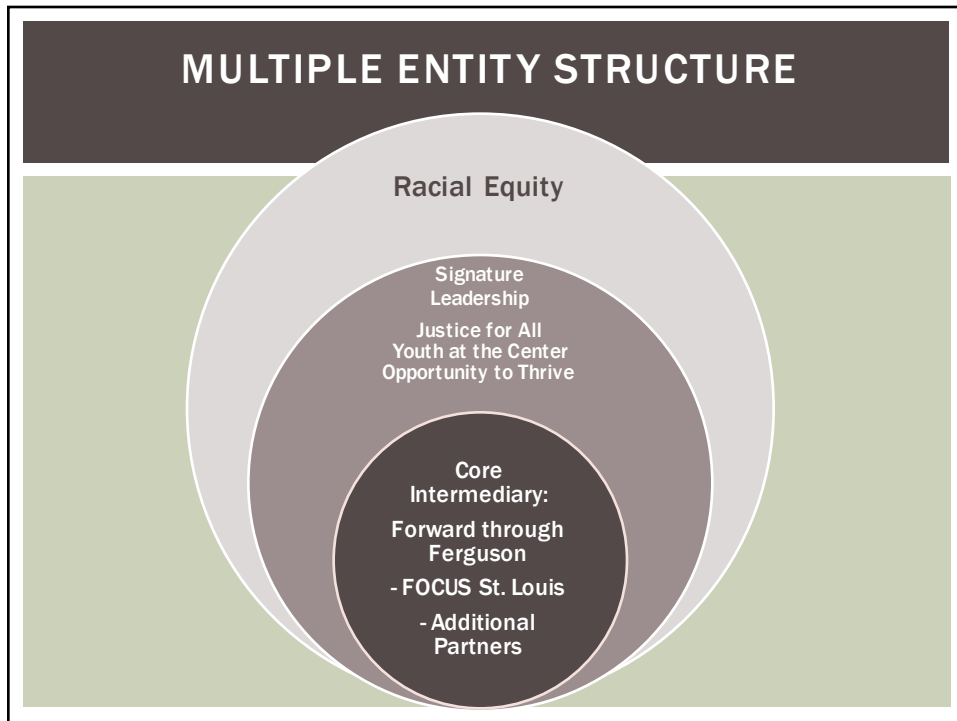 MULTIPLE ENTITY STRUCTURE
Racial Equity
Signature
Leadership
Justice for All
Youth at the Center
Opportunity to Thrive
Core
Intermediary:
Forward through
Ferguson
- FOCUS St. Louis
- Additional
Partners